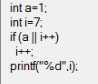 int a=1;
int i=7;
if (a || i++)
i++;
printf("%d",i);